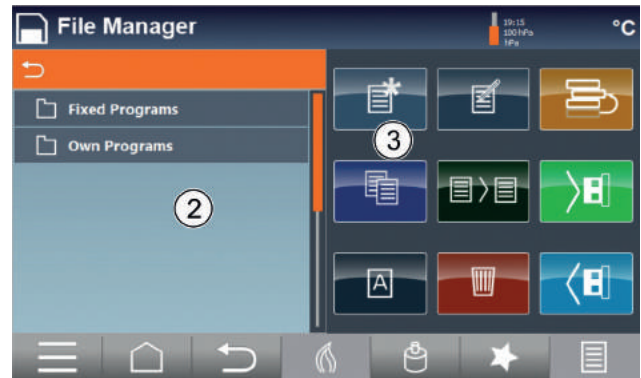 File Manager
19:15
100 hPa
hPa
°C
Fixed Programs
Own Programs
2
3
A